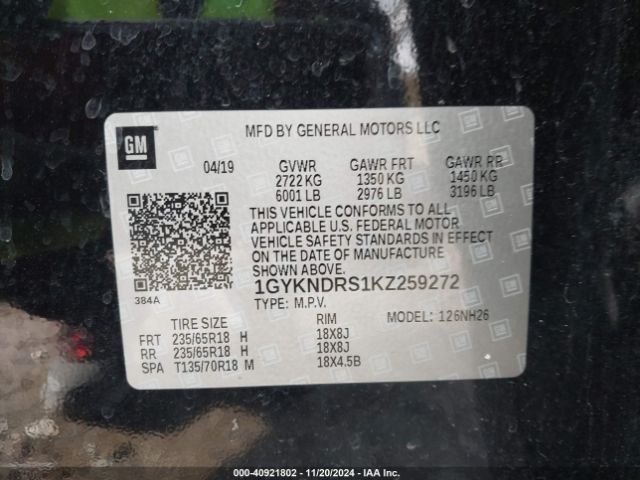 GM
MFD BY GENERAL MOTORS LLC
04/19 GVWR GAWR FRT GAWR RR
2722 KG 1350 KG 1450 KG
6001 LB 2976 LB 3196 LB
THIS VEHICLE CONFORMS TO ALL
APPLICABLE U.S. FEDERAL MOTOR
VEHICLE SAFETY STANDARDS IN EFFECT
ON THE DATE OF MANUFACTURE
SHOWN ABOVE.
384A
1GYKNDRS1KZ259272
TYPE: M.P.V. MODEL: 126NH26
TIRE SIZE RIM
FRT 235/65R18 H 18X8J
RR 235/65R18 H 18X8J
SPA T135/70R18 M 18X4.5B
000-40921802 - 11/20/2024 - IAA Inc.